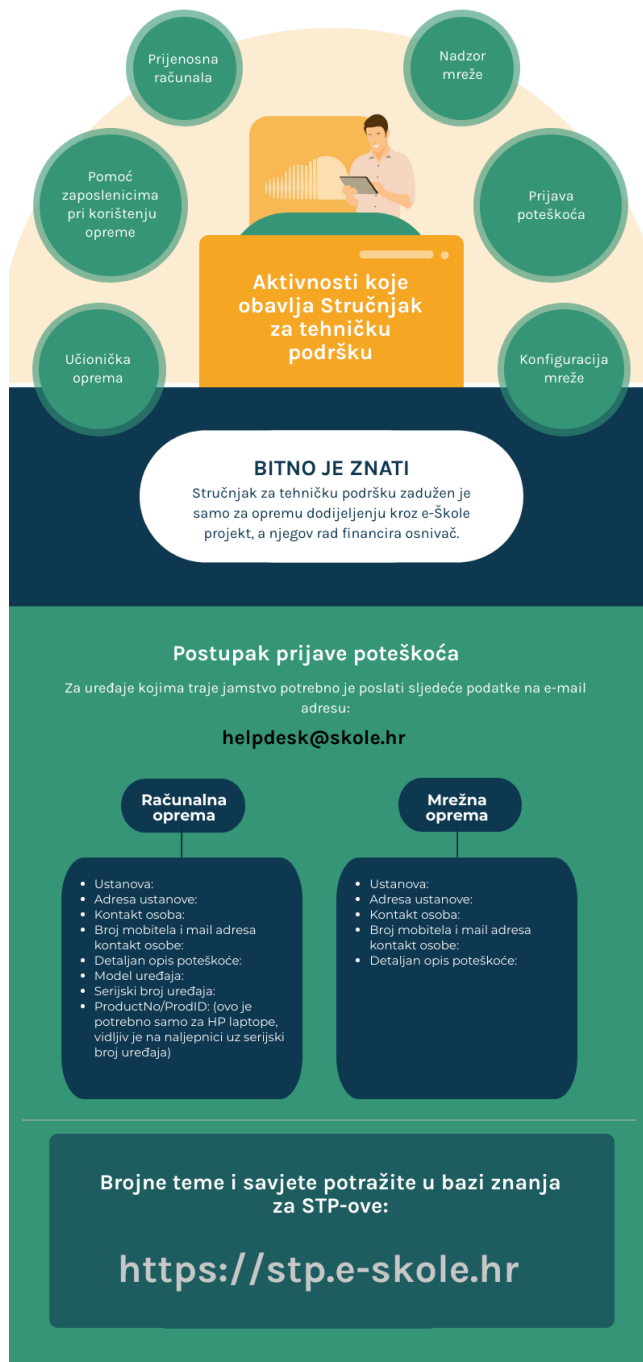 Prijenosna
računala
Nadzor
mreže
Pomoć
zaposlenicima
pri korištenju
opreme
Prijava
poteškoća
Aktivnosti koje
obavlja Stručnjak
za tehničku
podršku
Učionička
oprema
Konfiguracija
mreže
BITNO JE ZNATI
Stručnjak za tehničku podršku zadužen je
samo za opremu dodijeljenu kroz e-Škole
projekt, a njegov rad financira osnivač.
Postupak prijave poteškoća
Za uređaje kojima traje jamstvo potrebno je poslati sljedeće podatke na e-mail
adresu:
helpdesk@skole.hr
Računalna
oprema
• Ustanova:
• Adresa ustanove:
• Kontakt osoba:
• Broj mobitela i mail adresa
kontakt osobe:
• Detaljan opis poteškoće:
• Model uređaja:
• Serijski broj uređaja:
• ProductNo/ProdID: (ovo je
potrebno samo za HP laptope,
vidljiv je na naljepnici uz serijski
broj uređaja)
Mrežna
oprema
• Ustanova:
• Adresa ustanove:
• Kontakt osoba:
• Broj mobitela i mail adresa
kontakt osobe:
• Detaljan opis poteškoće:
Brojne teme i savjete potražite u bazi znanja
za STP-ove:
https://stp.e-skole.hr